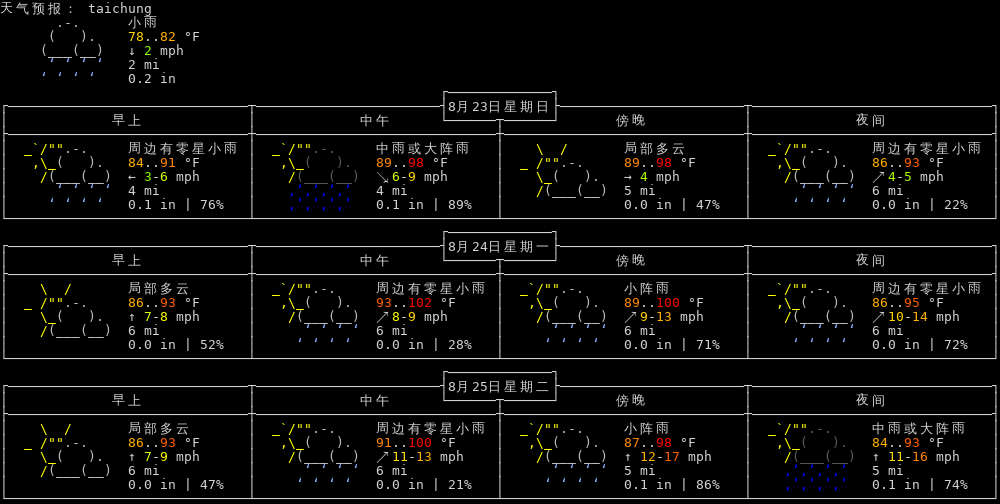 天气预报： taichung
小雨
78..82 °F
↓ 2 mph
2 mi
0.2 in
8月23日星期日
早上 中午 傍晚 夜间
周边有零星小雨 中雨或大阵雨 局部多云 周边有零星小雨
84..91 °F 89..98 °F 89..98 °F 86..93 °F
← 3-6 mph ↘ 6-9 mph → 4 mph ↗ 4-5 mph
4 mi 4 mi 5 mi 6 mi
0.1 in | 76% 0.1 in | 89% 0.0 in | 47% 0.0 in | 22%
8月24日星期一
早上 中午 傍晚 夜间
局部多云 周边有零星小雨 小阵雨 周边有零星小雨
86..93 °F 93..102 °F 89..100 °F 86..95 °F
↑ 7-8 mph ↗ 8-9 mph ↗ 9-13 mph ↗ 10-14 mph
6 mi 6 mi 6 mi 6 mi
0.0 in | 52% 0.0 in | 28% 0.0 in | 71% 0.0 in | 72%
8月25日星期二
早上 中午 傍晚 夜间
局部多云 周边有零星小雨 小阵雨 中雨或大阵雨
86..93 °F 91..100 °F 87..98 °F 84..93 °F
↑ 7-9 mph ↗ 11-13 mph ↑ 12-17 mph ↑ 11-16 mph
6 mi 6 mi 5 mi 5 mi
0.0 in | 47% 0.0 in | 21% 0.1 in | 86% 0.1 in | 74%